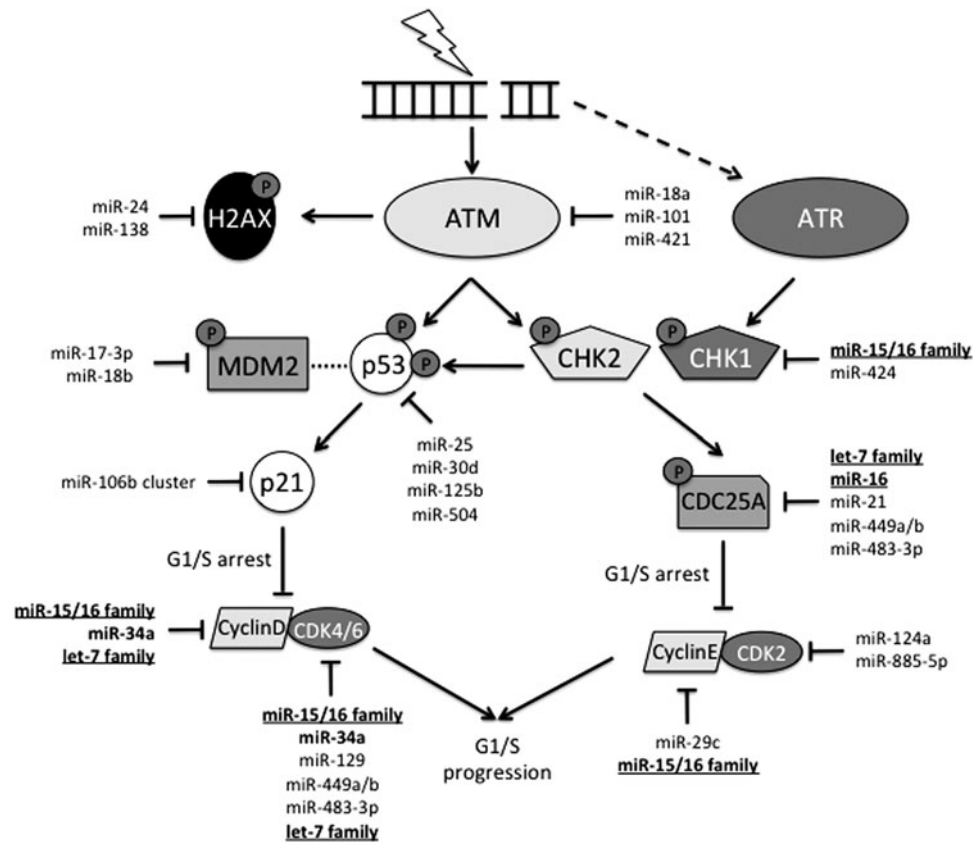 P
miR-24
miR-138
H2AX
ATM
miR-18a
miR-101
miR-421
ATR
P
P
P
P
P
miR-17-3p
miR-18b
MDM2
p53
CHK2
CHK1
miR-15/16 family
miR-424
miR-25
miR-30d
miR-125b
miR-504
miR-106b cluster
p21
P
CDC25A
let-7 family
miR-16
miR-21
miR-449a/b
miR-483-3p
G1/S arrest
G1/S arrest
miR-15/16 family
miR-34a
let-7 family
CyclinD
CDK4/6
CyclinE
CDK2
miR-124a
miR-885-5p
miR-15/16 family
miR-34a
miR-129
miR-449a/b
miR-483-3p
let-7 family
G1/S
progression
miR-29c
miR-15/16 family